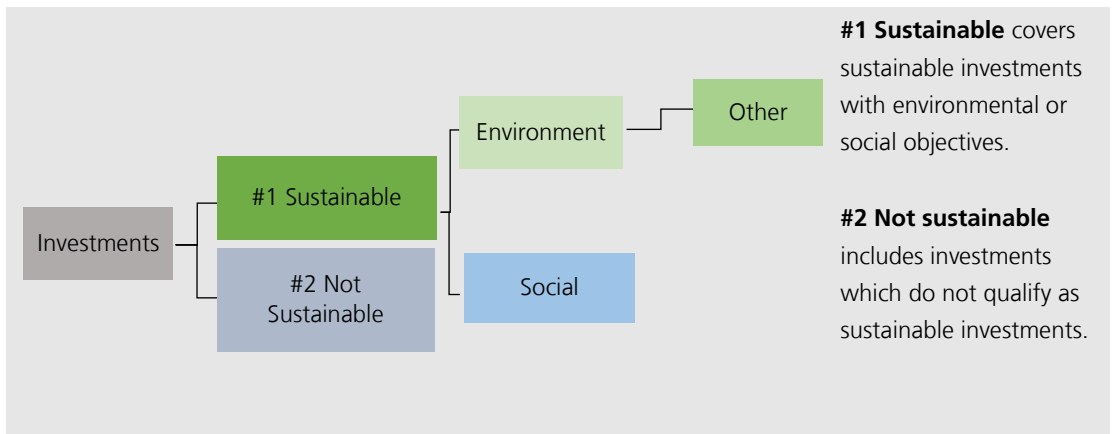 Investments
#1 Sustainable
#2 Not
Sustainable
Environment
Social
Other
#1 Sustainable covers
sustainable investments
with environmental or
social objectives.
#2 Not sustainable
includes investments
which do not qualify as
sustainable investments.